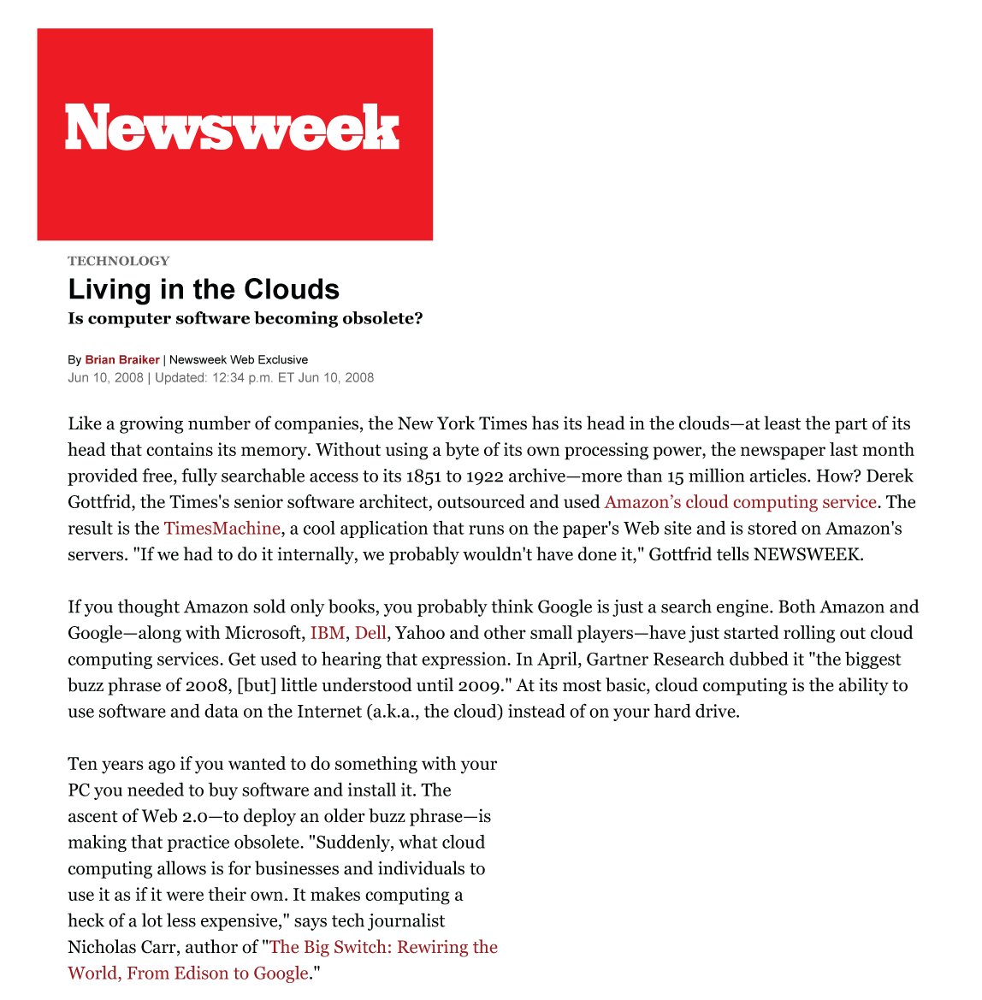 Newsweek
TECHNOLOGY
Living in the Clouds
Is computer software becoming obsolete?
By Brian Braiker | Newsweek Web Exclusive
Jun 10, 2008 | Updated: 12:34 p.m. ET Jun 10, 2008
Like a growing number of companies, the New York Times has its head in the clouds—at least the part of its
head that contains its memory. Without using a byte of its own processing power, the newspaper last month
provided free, fully searchable access to its 1851 to 1922 archive—more than 15 million articles. How? Derek
Gottfrid, the Times's senior software architect, outsourced and used Amazon’s cloud computing service. The
result is the TimesMachine, a cool application that runs on the paper's Web site and is stored on Amazon's
servers. "If we had to do it internally, we probably wouldn't have done it," Gottfrid tells NEWSWEEK.
If you thought Amazon sold only books, you probably think Google is just a search engine. Both Amazon and
Google—along with Microsoft, IBM, Dell, Yahoo and other small players—have just started rolling out cloud
computing services. Get used to hearing that expression. In April, Gartner Research dubbed it "the biggest
buzz phrase of 2008, [but] little understood until 2009." At its most basic, cloud computing is the ability to
use software and data on the Internet (a.k.a., the cloud) instead of on your hard drive.
Ten years ago if you wanted to do something with your
PC you needed to buy software and install it. The
ascent of Web 2.0—to deploy an older buzz phrase—is
making that practice obsolete. "Suddenly, what cloud
computing allows is for businesses and individuals to
use it as if it were their own. It makes computing a
heck of a lot less expensive," says tech journalist
Nicholas Carr, author of "The Big Switch: Rewiring the
World, From Edison to Google."